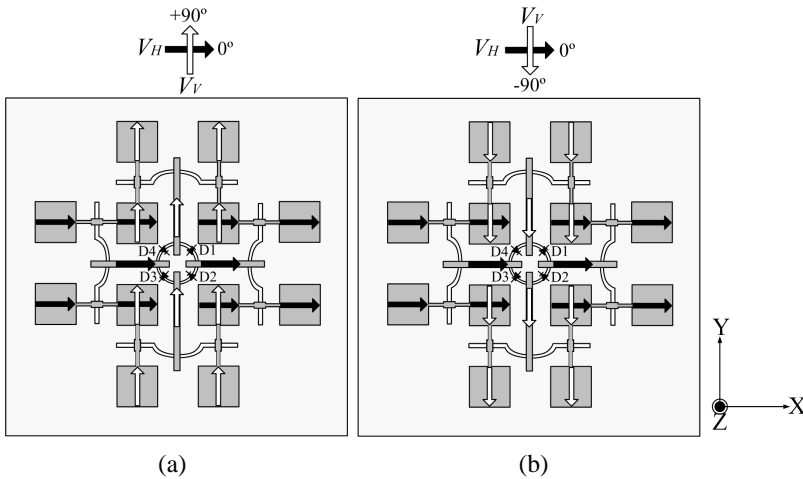 +90º
V_H 0º
V_V
V_V
V_H 0º
-90º
D4 D1
D3 D2
D4 D1
D3 D2
Y
X
Z
(a)
(b)